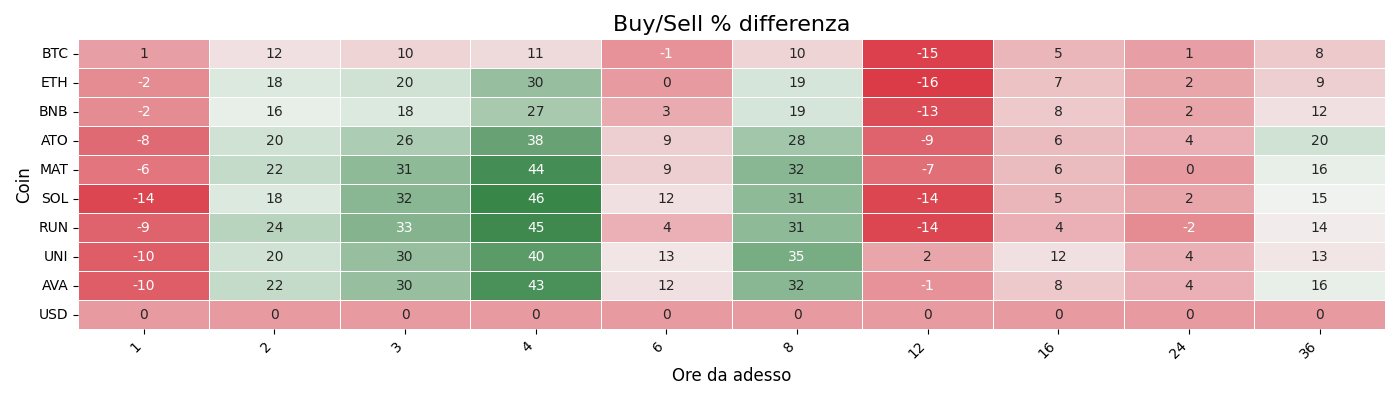 Buy/Sell % differenza
Coin
BTC 1 12 10 11 -1 10 -15 5 1 8
ETH -2 18 20 30 0 19 -16 7 2 9
BNB -2 16 18 27 3 19 -13 8 2 12
ATO -8 20 26 38 9 28 -9 6 4 20
MAT -6 22 31 44 9 32 -7 6 0 16
SOL -14 18 32 46 12 31 -14 5 2 15
RUN -9 24 33 45 4 31 -14 4 -2 14
UNI -10 20 30 40 13 35 2 12 4 13
AVA -10 22 30 43 12 32 -1 8 4 16
USD 0 0 0 0 0 0 0 0 0 0
1 2 3 4 6 8 12 16 24 36
Ore da adesso